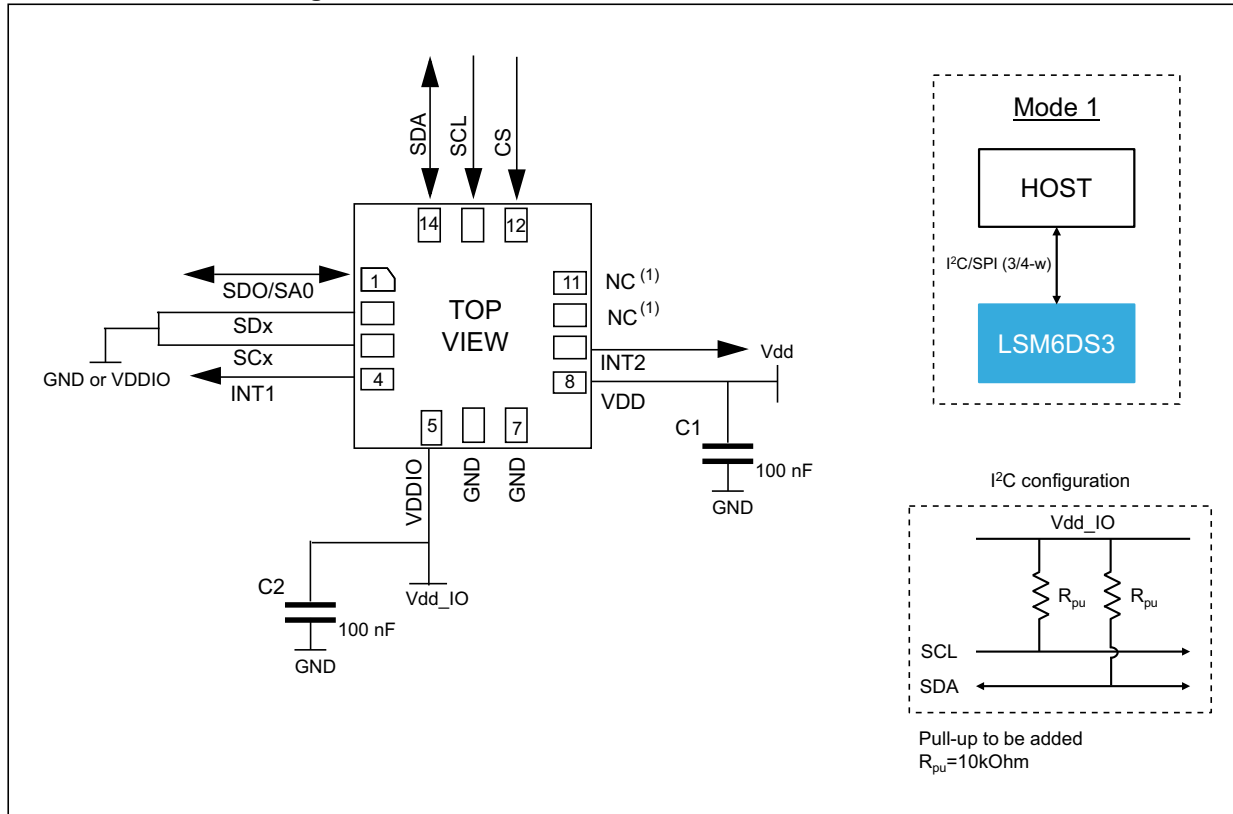 SDA
SCL
CS
14
12
1
SDO/SA0
SDx
SCx
GND or VDDIO
INT1
4
TOP
VIEW
11
NC (1)
NC (1)
INT2
Vdd
8
VDD
5
7
VDDIO
GND
GND
C1
100 nF
GND
C2
100 nF
GND
Vdd_IO
Mode 1
HOST
I²C/SPI (3/4-w)
LSM6DS3
I²C configuration
Vdd_IO
Rpu
Rpu
SCL
SDA
Pull-up to be added
Rpu=10kOhm